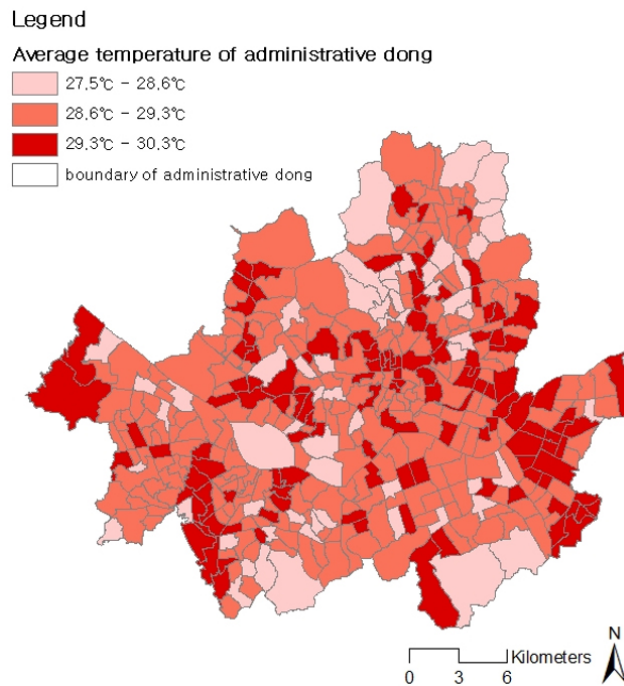 Legend
Average temperature of administrative dong
27.5℃ - 28.6℃
28.6℃ - 29.3℃
29.3℃ - 30.3℃
boundary of administrative dong
N
Kilometers
0 3 6